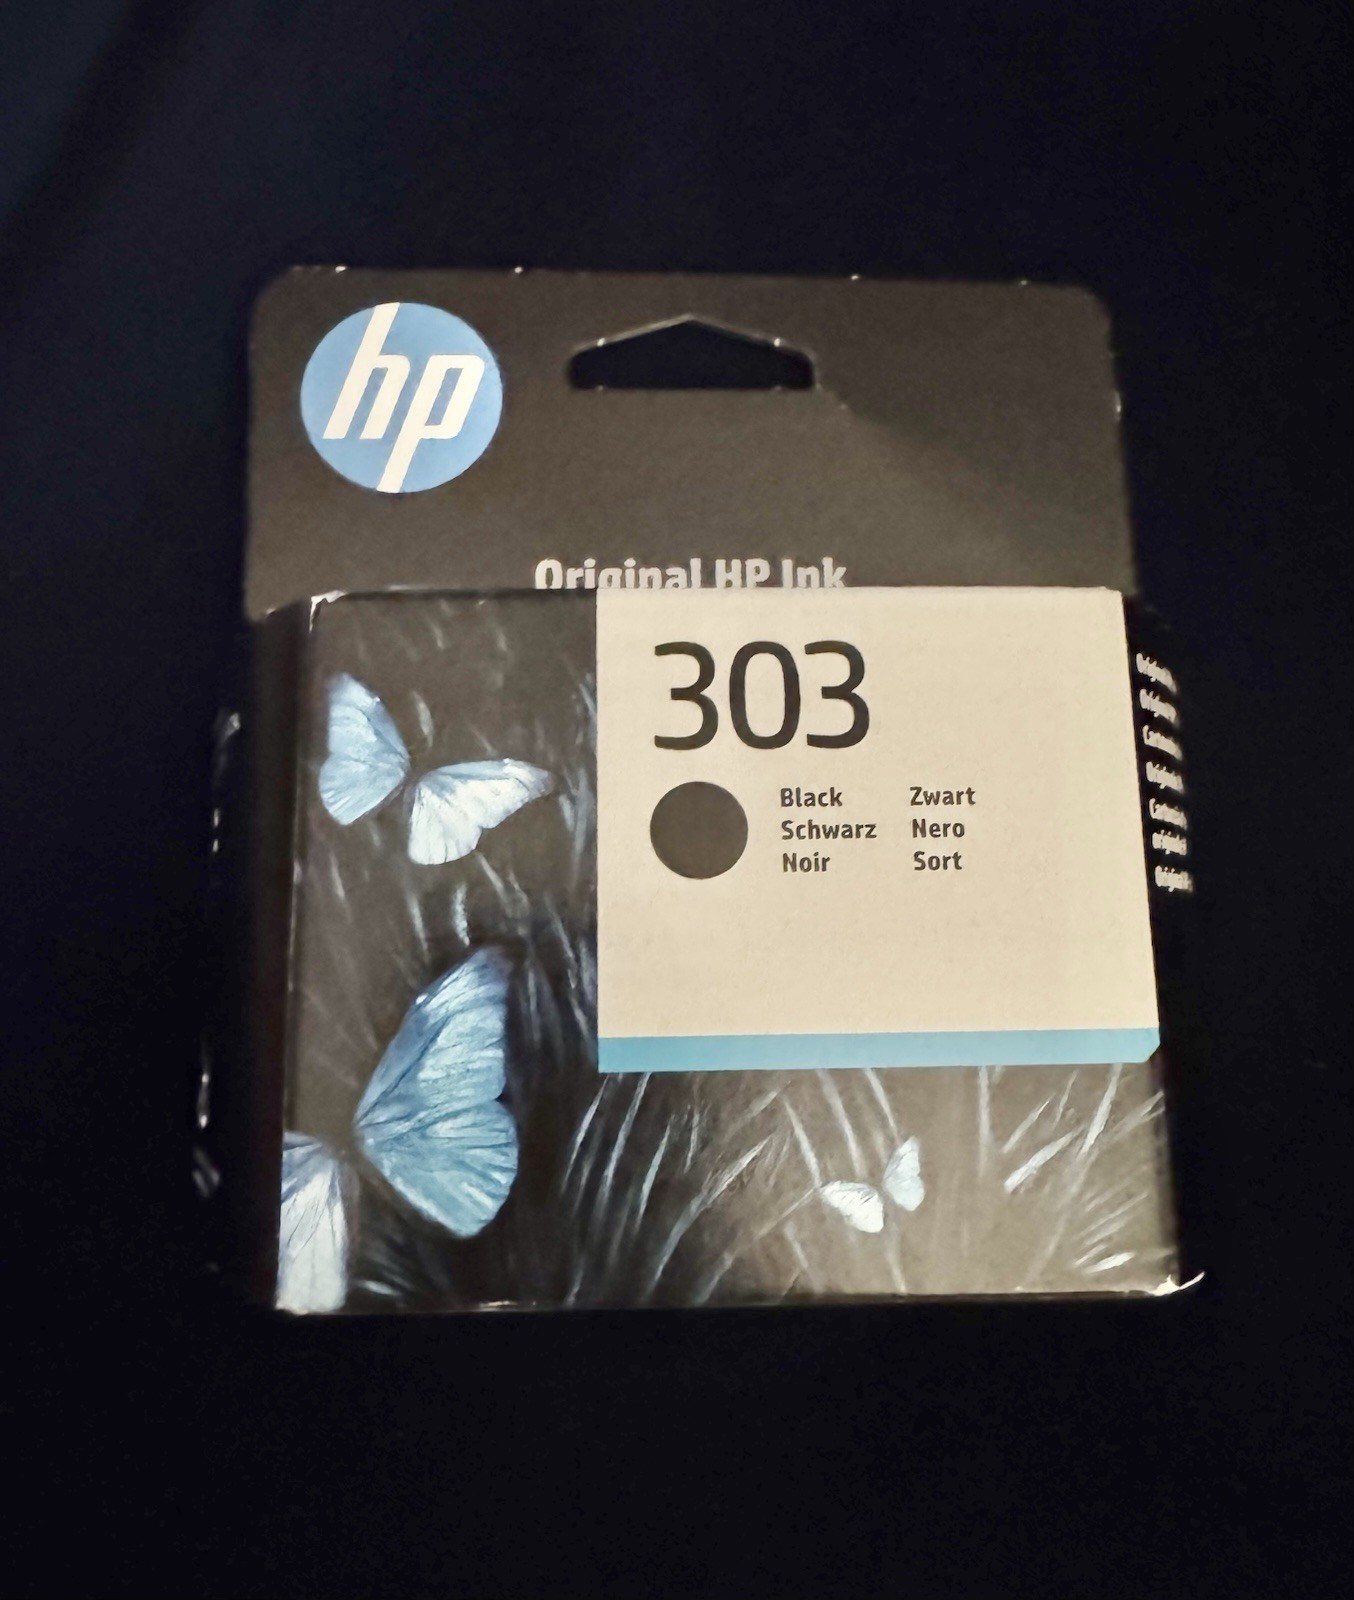 hp
Original HP Ink
303
Black Zwart
Schwarz Nero
Noir Sort